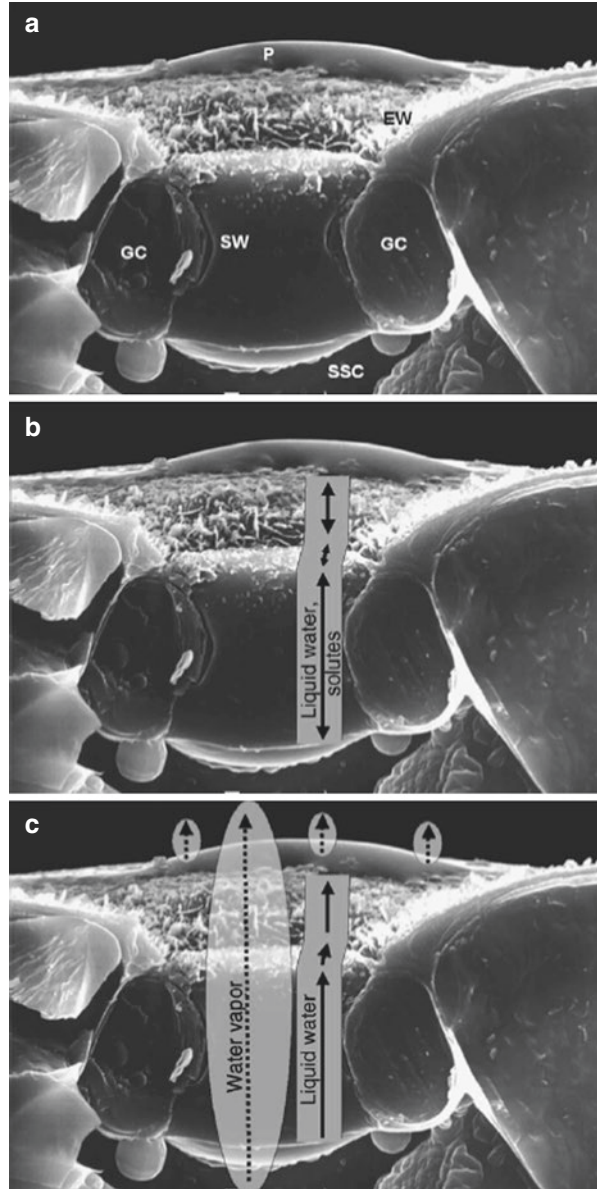 a
P
EW
GC
SW
GC
SSC
b
Liquid water,
solutes
c
Water vapor
Liquid water